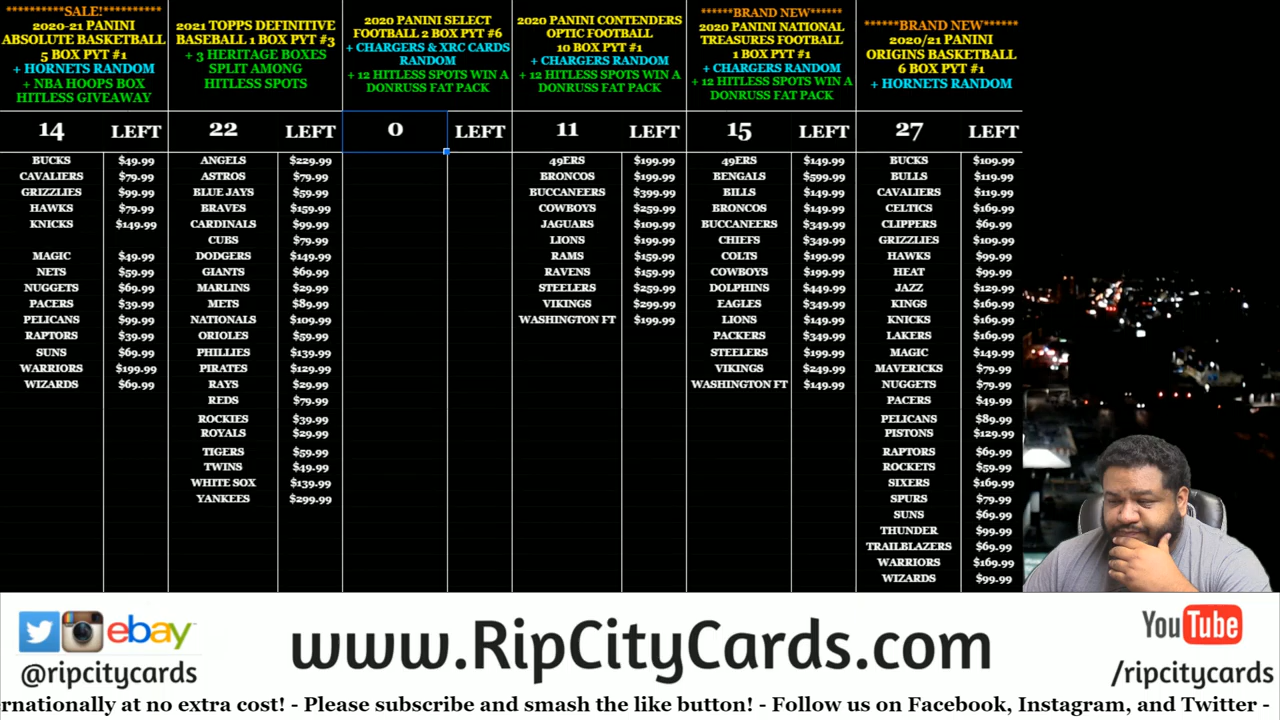 **********SALE!**********
2020-21 PANINI
ABSOLUTE BASKETBALL
5 BOX PYT #1
+ HORNETS RANDOM
+ NBA HOOPS BOX
HITLESS GIVEAWAY
14 LEFT
BUCKS $49.99
CAVALIERS $79.99
GRIZZLIES $99.99
HAWKS $79.99
KNICKS $149.99
MAGIC $49.99
NETS $59.99
NUGGETS $69.99
PACERS $39.99
PELICANS $99.99
RAPTORS $39.99
SUNS $69.99
WARRIORS $199.99
WIZARDS $69.99
2021 TOPPS DEFINITIVE
BASEBALL 1 BOX PYT #3
+ 3 HERITAGE BOXES
SPLIT AMONG
HITLESS SPOTS
22 LEFT
ANGELS $229.99
ASTROS $79.99
BLUE JAYS $59.99
BRAVES $159.99
CARDINALS $99.99
CUBS $79.99
DODGERS $149.99
GIANTS $69.99
MARLINS $29.99
METS $89.99
NATIONALS $109.99
ORIOLES $59.99
PHILLIES $139.99
PIRATES $129.99
RAYS $29.99
REDS $79.99
ROCKIES $39.99
ROYALS $29.99
TIGERS $59.99
TWINS $49.99
WHITE SOX $139.99
YANKEES $299.99
2020 PANINI SELECT
FOOTBALL 2 BOX PYT #6
+ CHARGERS & XRC CARDS
RANDOM
+ 12 HITLESS SPOTS WIN A
DONRUSS FAT PACK
0 LEFT
2020 PANINI CONTENDERS
OPTIC FOOTBALL
10 BOX PYT #1
+ CHARGERS RANDOM
+ 12 HITLESS SPOTS WIN A
DONRUSS FAT PACK
11 LEFT
49ERS $199.99
BRONCOS $199.99
BUCCANEERS $399.99
COWBOYS $259.99
JAGUARS $109.99
LIONS $199.99
RAMS $159.99
RAVENS $159.99
STEELERS $259.99
VIKINGS $299.99
WASHINGTON FT $199.99
******BRAND NEW******
2020 PANINI NATIONAL
TREASURES FOOTBALL
1 BOX PYT #1
+ CHARGERS RANDOM
+ 12 HITLESS SPOTS WIN A
DONRUSS FAT PACK
15 LEFT
49ERS $149.99
BENGALS $599.99
BILLS $149.99
BRONCOS $149.99
BUCCANEERS $349.99
CHIEFS $349.99
COLTS $199.99
COWBOYS $199.99
DOLPHINS $449.99
EAGLES $349.99
LIONS $149.99
PACKERS $349.99
STEELERS $199.99
VIKINGS $249.99
WASHINGTON FT $149.99
******BRAND NEW******
2020/21 PANINI
ORIGINS BASKETBALL
6 BOX PYT #1
+ HORNETS RANDOM
27 LEFT
BUCKS $109.99
BULLS $119.99
CAVALIERS $119.99
CELTICS $169.99
CLIPPERS $69.99
GRIZZLIES $109.99
HAWKS $99.99
HEAT $99.99
JAZZ $129.99
KINGS $169.99
KNICKS $169.99
LAKERS $169.99
MAGIC $149.99
MAVERICKS $79.99
NUGGETS $79.99
PACERS $49.99
PELICANS $89.99
PISTONS $129.99
RAPTORS $69.99
ROCKETS $59.99
SIXERS $169.99
SPURS $79.99
SUNS $69.99
THUNDER $99.99
TRAILBLAZERS $69.99
WARRIORS $169.99
WIZARDS $99.99
ebay
@ripcitycards
www.RipCityCards.com
YouTube
/ripcitycards
rnationally at no extra cost! - Please subscribe and smash the like button! - Follow us on Facebook, Instagram, and Twitter -